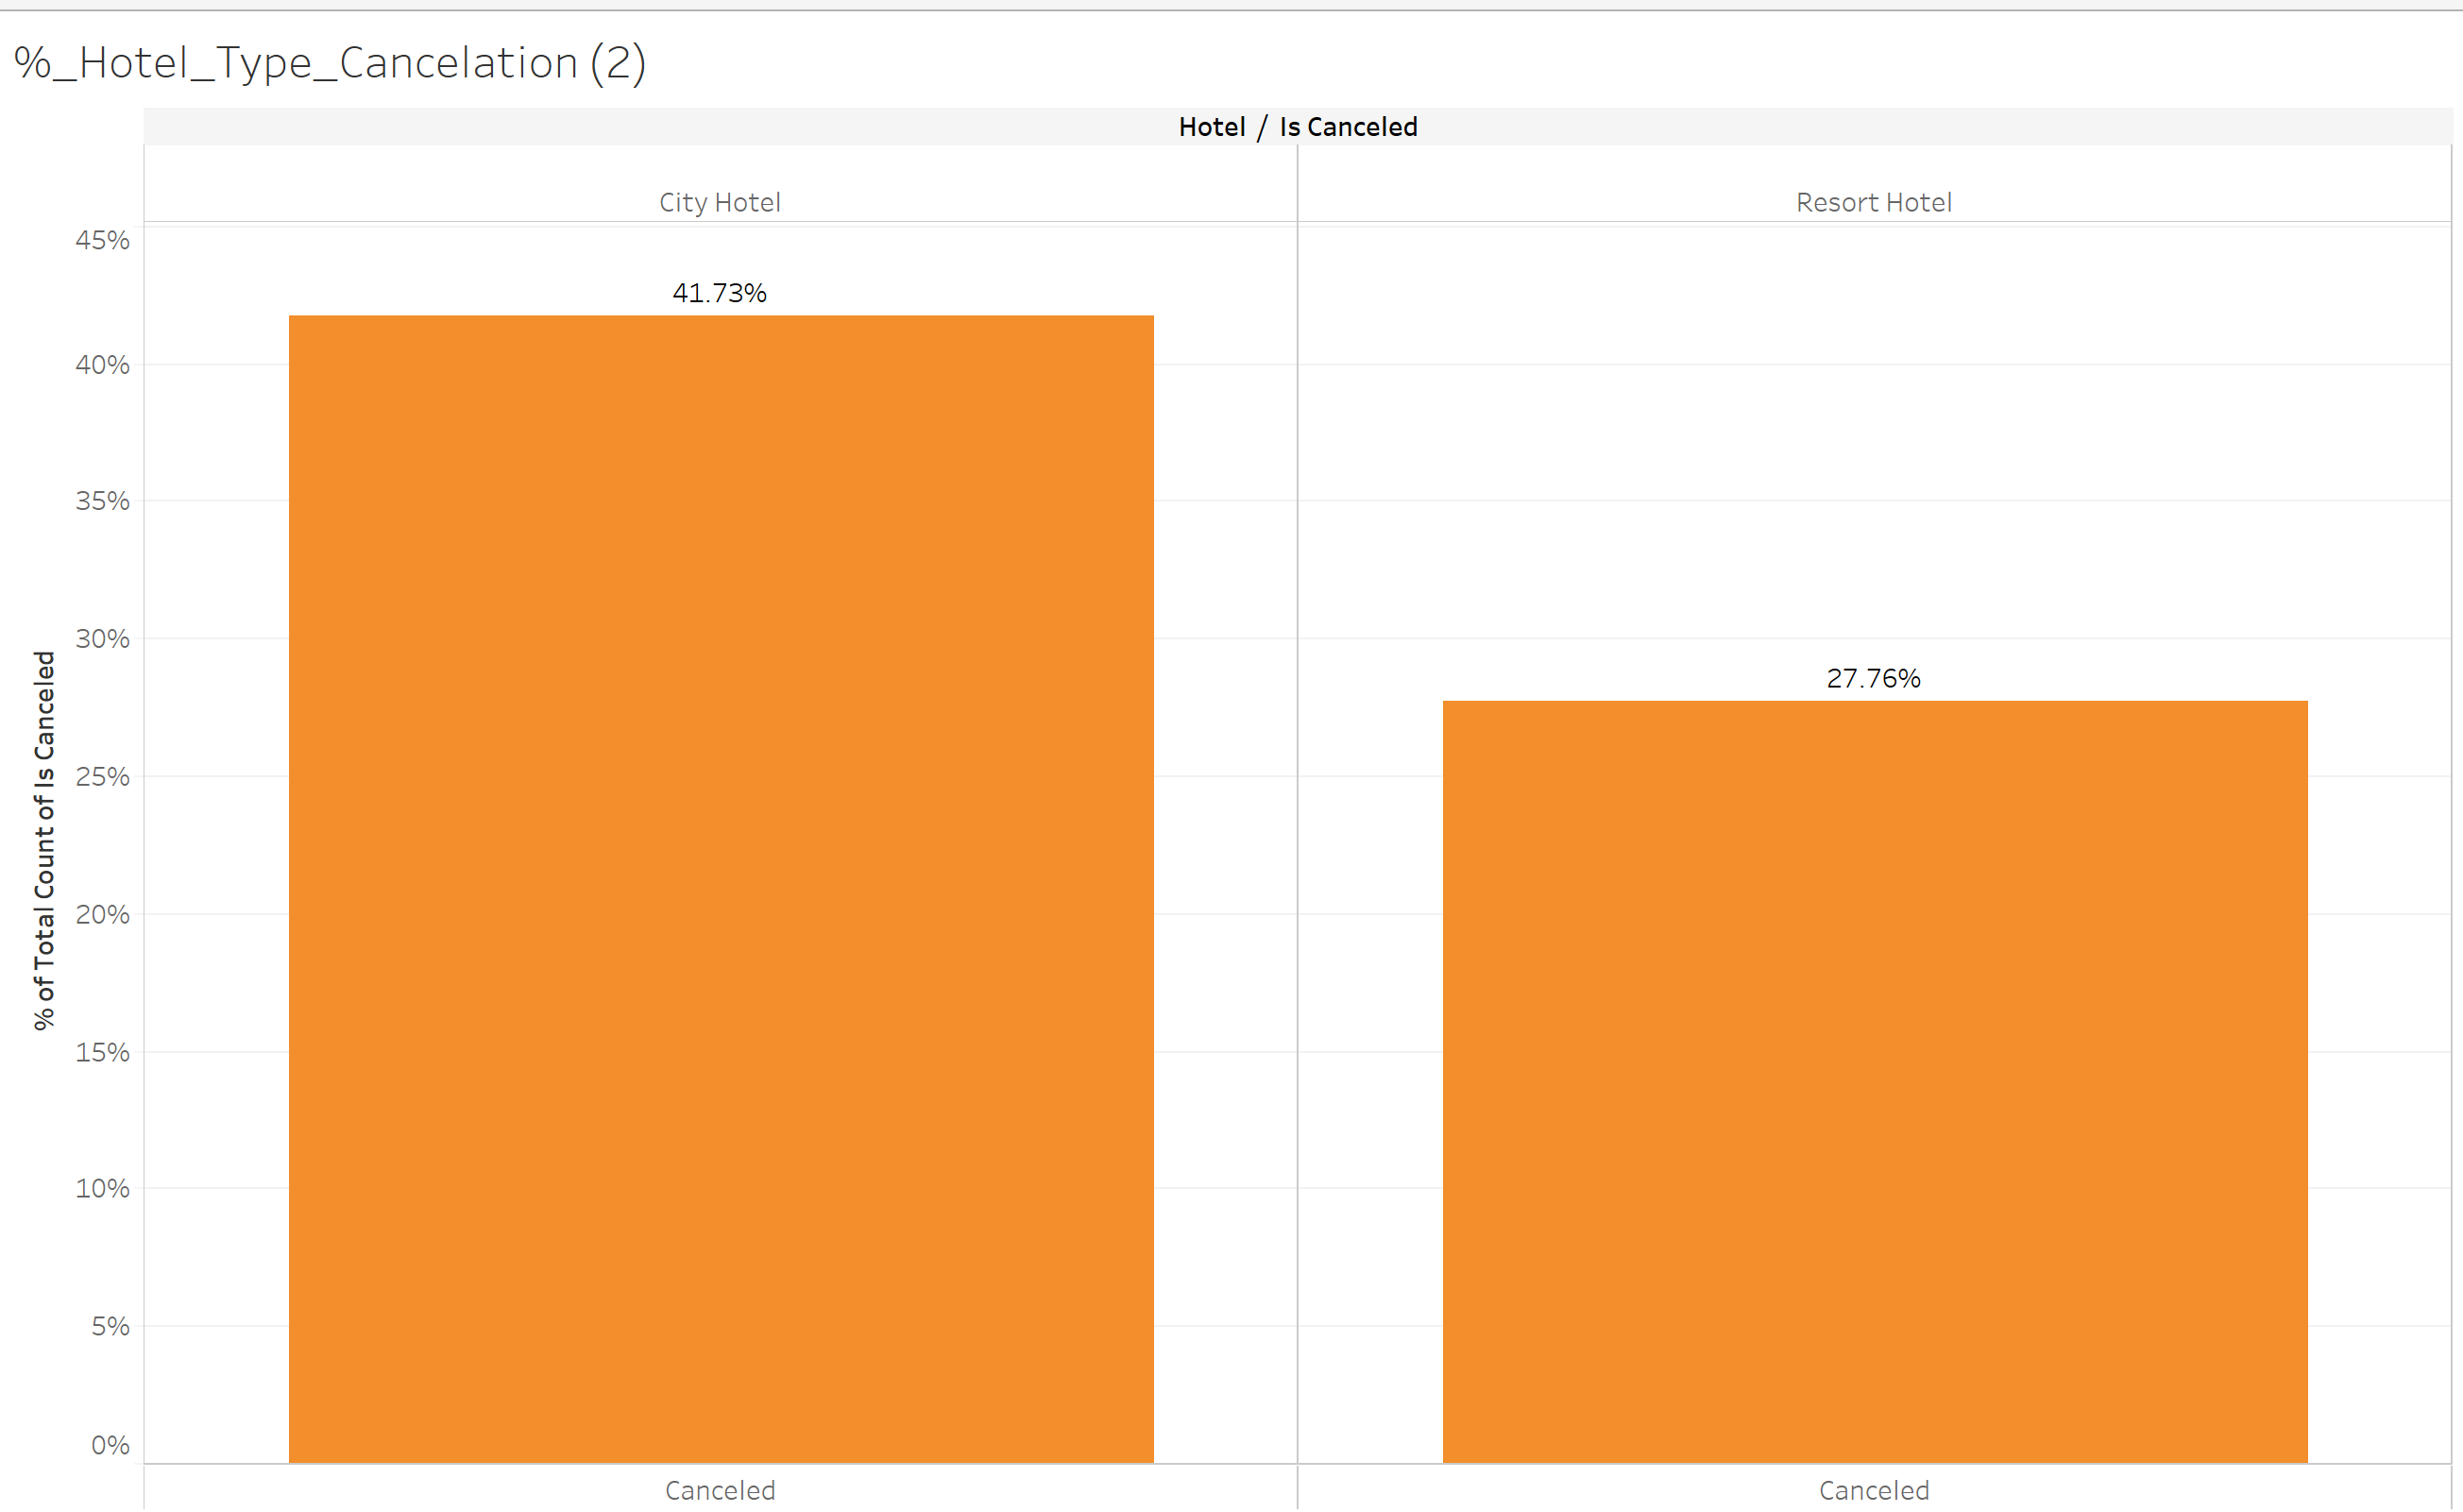 %_Hotel_Type_Cancelation (2)
Hotel / Is Canceled
City Hotel
Resort Hotel
% of Total Count of Is Canceled
45%
40%
35%
30%
25%
20%
15%
10%
5%
0%
41.73%
27.76%
Canceled
Canceled